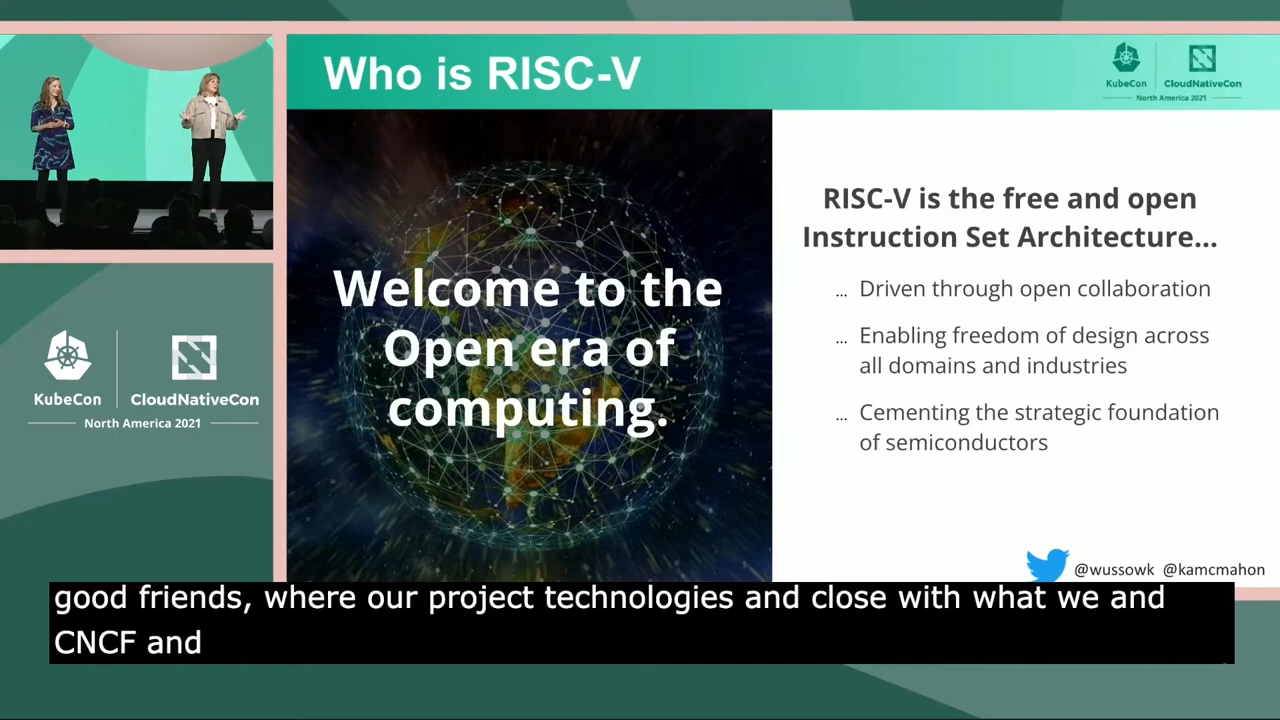 Who is RISC-V
KubeCon
CloudNativeCon
North America 2021
Welcome to the
Open era of
computing.
RISC-V is the free and open
Instruction Set Architecture...
... Driven through open collaboration
... Enabling freedom of design across
all domains and industries
... Cementing the strategic foundation
of semiconductors
@wussowk @kamcmahon
KubeCon
CloudNativeCon
North America 2021
good friends, where our project technologies and close with what we and
CNCF and